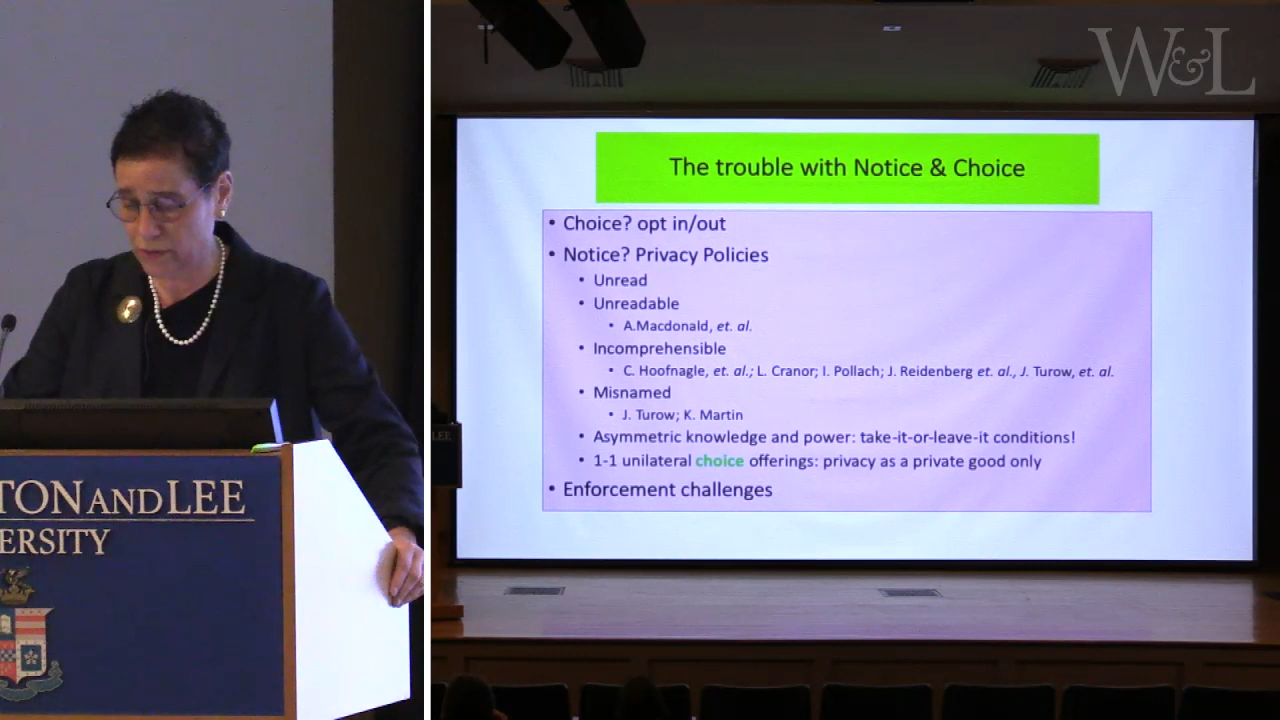 TON AND LEE
ERSITY
W&L
The trouble with Notice & Choice
• Choice? opt in/out
• Notice? Privacy Policies
• Unread
• Unreadable
• A.Macdonald, et. al.
• Incomprehensible
• C. Hoofnagle, et. al.; L. Cranor; I. Pollach; J. Reidenberg et. al., J. Turow, et. al.
• Misnamed
• J. Turow; K. Martin
• Asymmetric knowledge and power: take-it-or-leave-it conditions!
• 1-1 unilateral choice offerings: privacy as a private good only
• Enforcement challenges
LEE